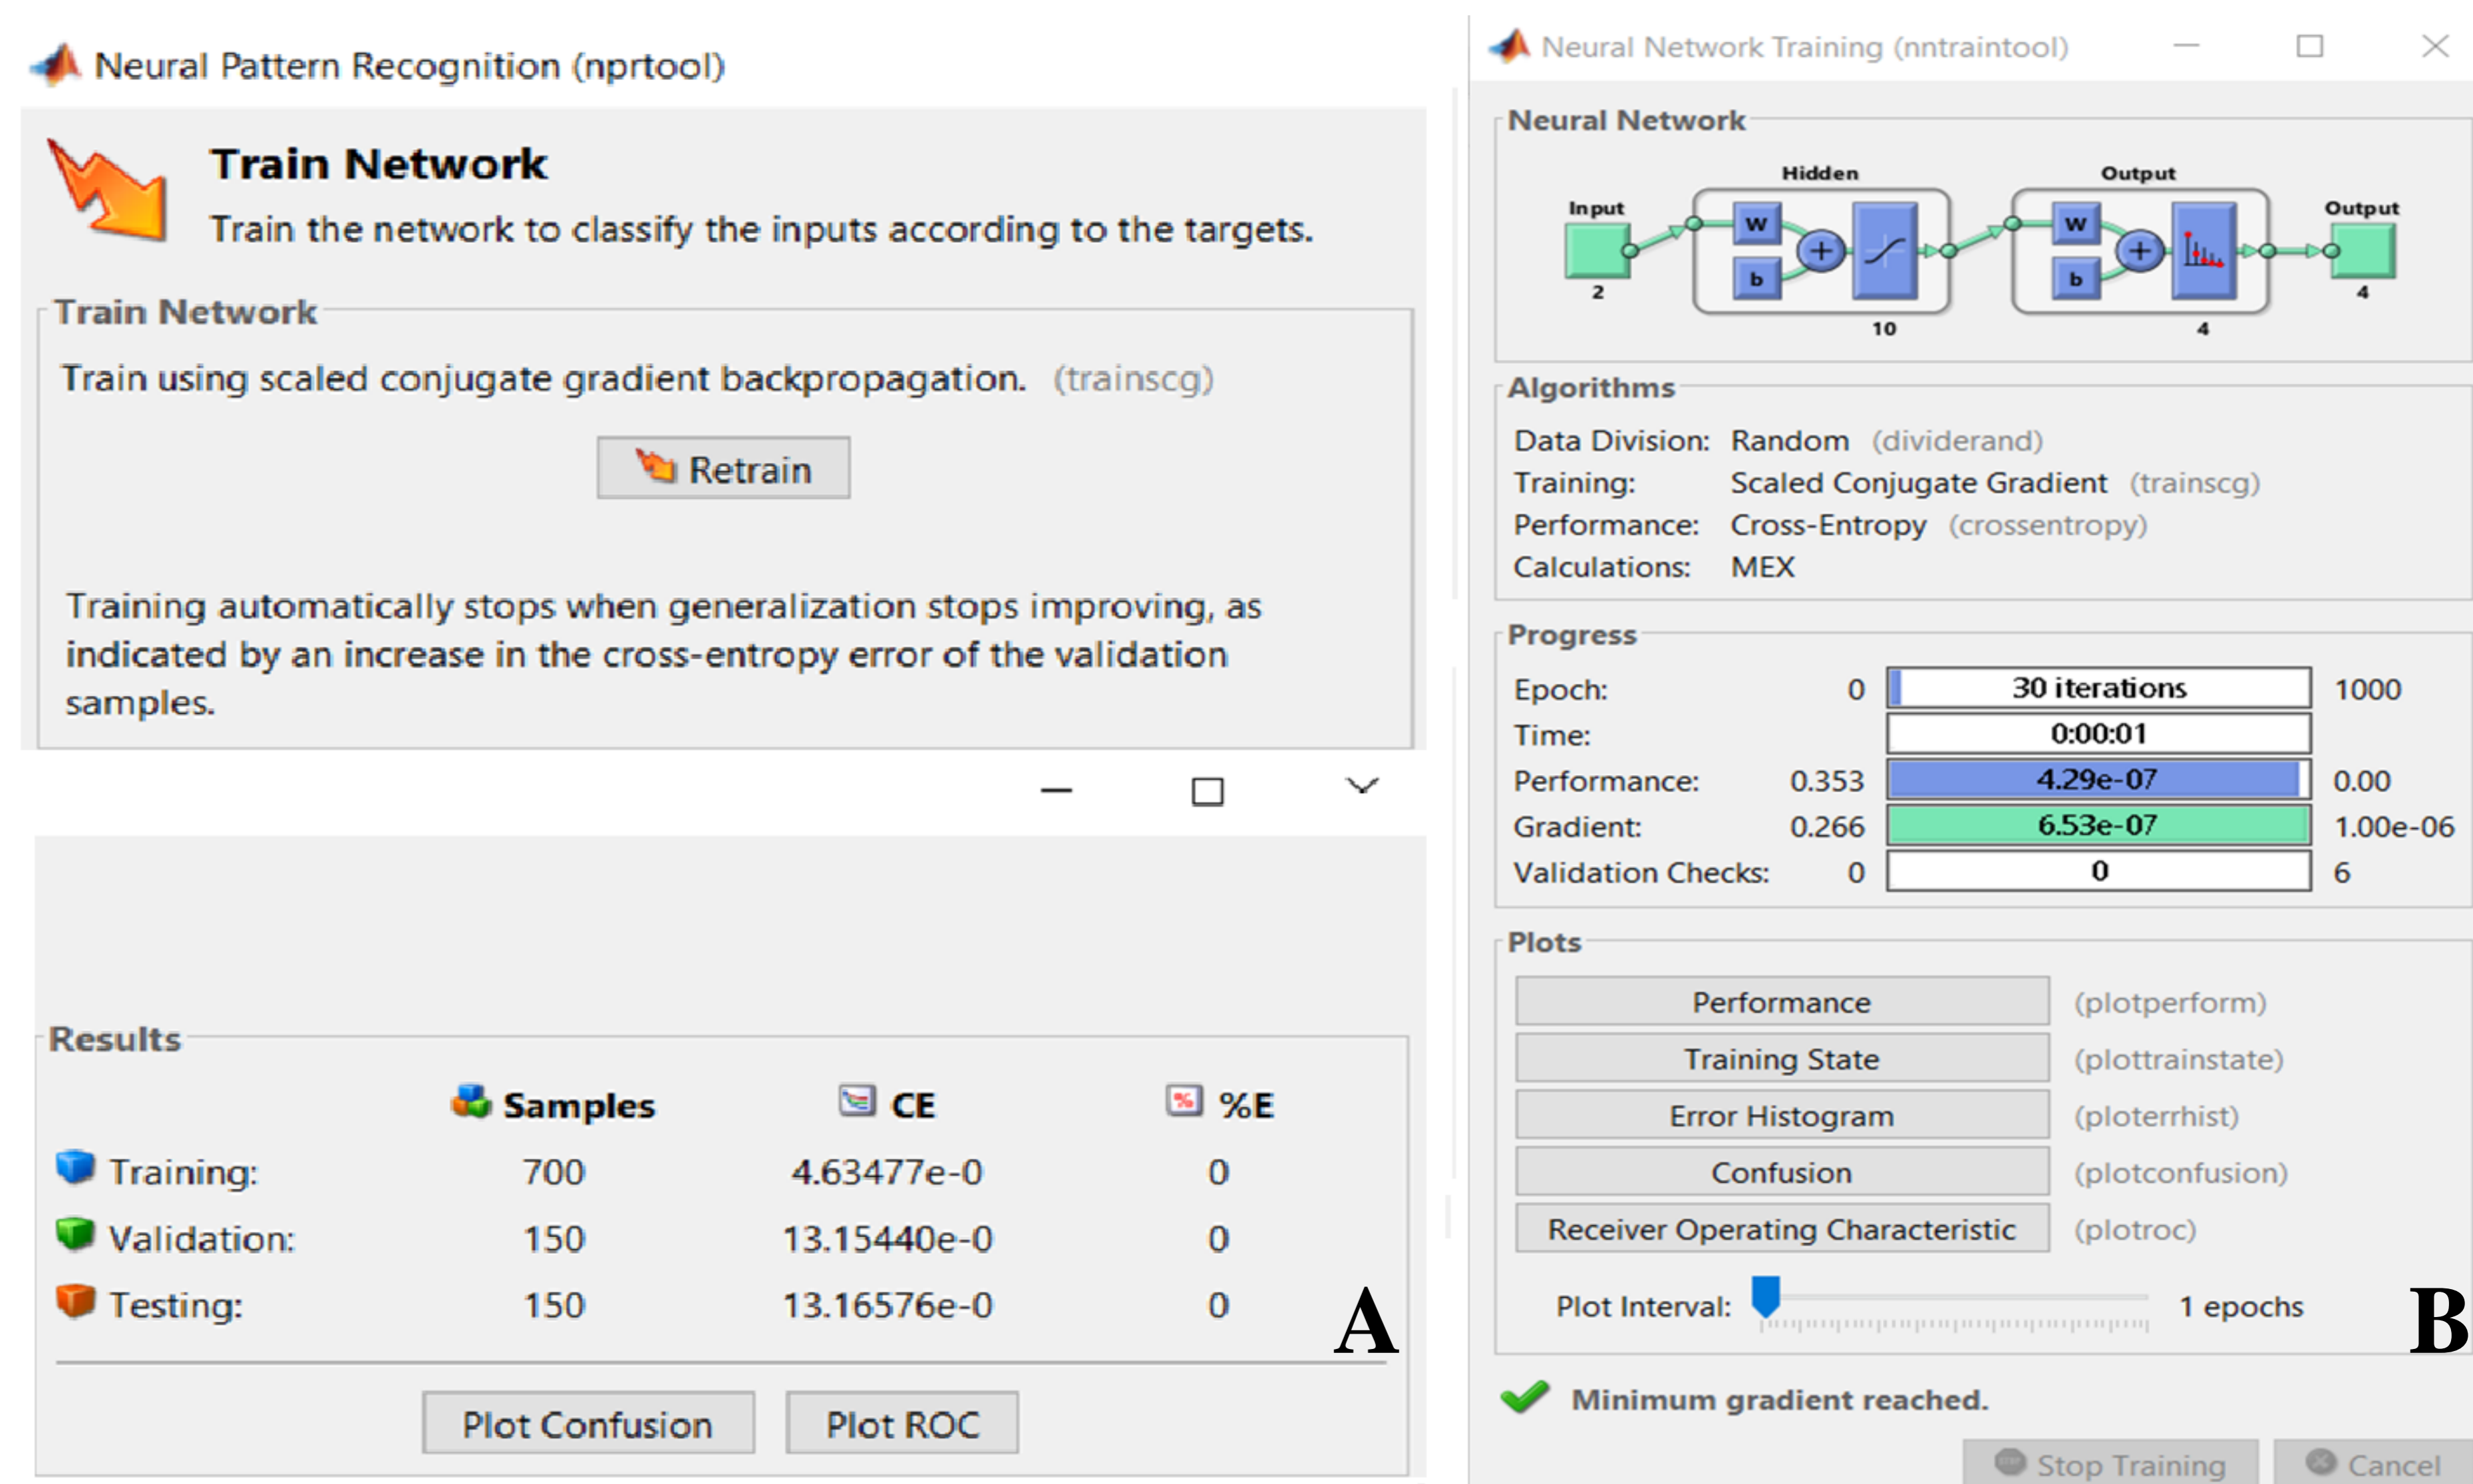 Neural Pattern Recognition (nprtool)
Train Network
Train the network to classify the inputs according to the targets.
Train Network
Train using scaled conjugate gradient backpropagation. (trainscg)
Retrain
Training automatically stops when generalization stops improving, as
indicated by an increase in the cross-entropy error of the validation
samples.
Results
Samples CE %E
Training: 700 4.63477e-0 0
Validation: 150 13.15440e-0 0
Testing: 150 13.16576e-0 0
A
Plot Confusion Plot ROC
Neural Network Training (nntraintool)
Neural Network
Hidden Output
Input W W Output
b b
2 10 4 4
Algorithms
Data Division: Random (dividerand)
Training: Scaled Conjugate Gradient (trainscg)
Performance: Cross-Entropy (crossentropy)
Calculations: MEX
Progress
Epoch: 0 30 iterations 1000
Time: 0:00:01
Performance: 0.353 4.29e-07 0.00
Gradient: 0.266 6.53e-07 1.00e-06
Validation Checks: 0 0 6
Plots
Performance (plotperform)
Training State (plottrainstate)
Error Histogram (ploterrhist)
Confusion (plotconfusion)
Receiver Operating Characteristic (plotroc)
Plot Interval: 1 epochs
B
Minimum gradient reached.
Stop Training Cancel